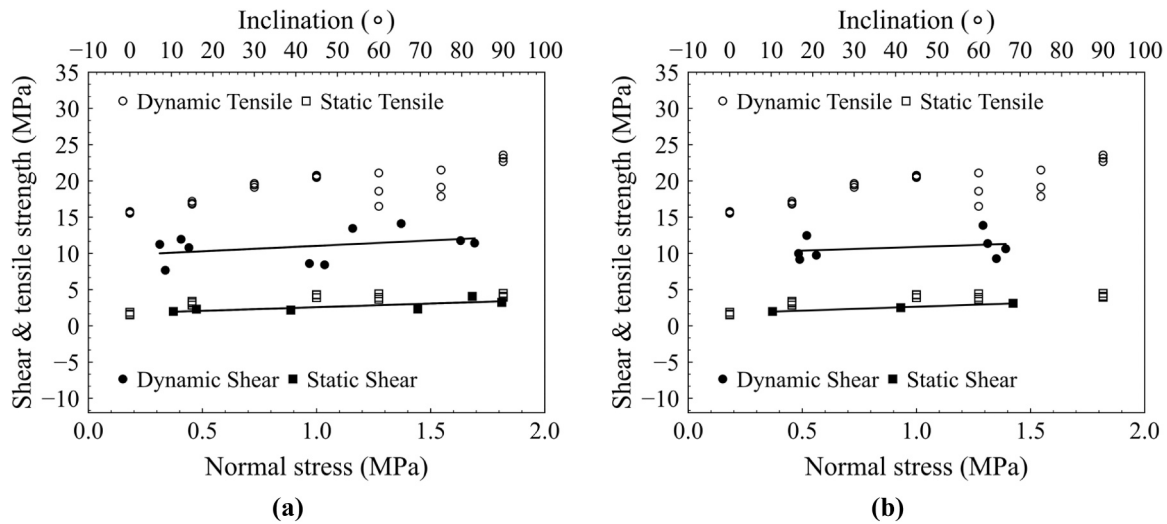 Inclination (°)
−10 0 10 20 30 40 50 60 70 80 90 100
Shear & tensile strength (MPa)
35
30
25
20
15
10
5
0
−5
−10
Dynamic Tensile Static Tensile
Dynamic Shear Static Shear
0.0 0.5 1.0 1.5 2.0
Normal stress (MPa)
(a)
Inclination (°)
−10 0 10 20 30 40 50 60 70 80 90 100
Shear & tensile strength (MPa)
35
30
25
20
15
10
5
0
−5
−10
Dynamic Tensile Static Tensile
Dynamic Shear Static Shear
0.0 0.5 1.0 1.5 2.0
Normal stress (MPa)
(b)